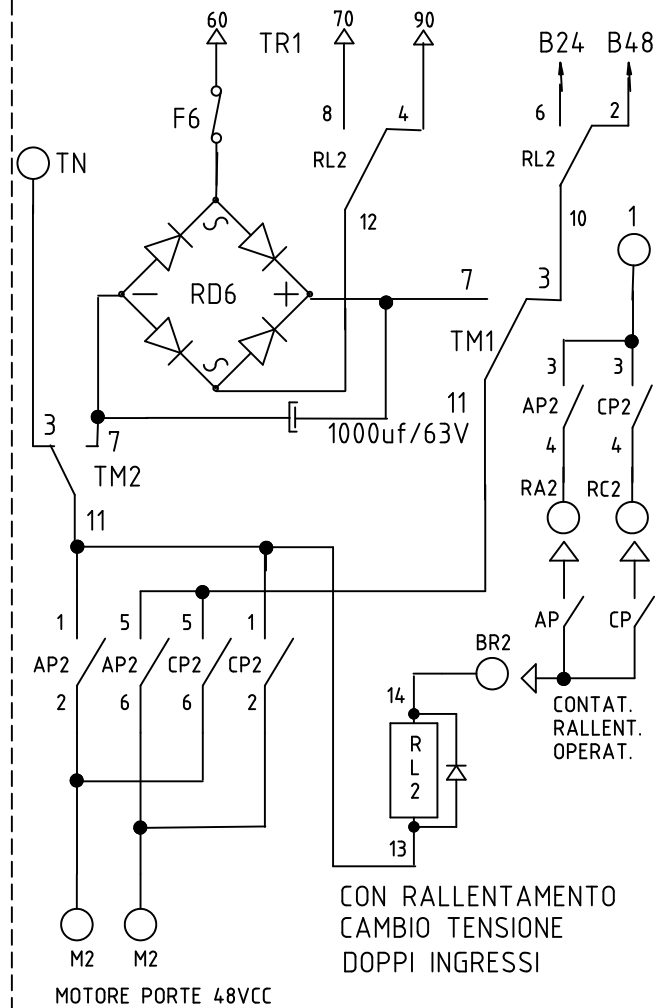 60
TR1
70
90
B24 B48
F6
8
4
6
2
RL2
RL2
TN
12
10
1
RD6
7
3
TM1
3
3
11
AP2
CP2
1000uf/63V
4
4
3
7
TM2
RA2
RC2
11
1
5
5
1
AP
CP
AP2
AP2
CP2
CP2
BR2
2
6
6
2
14
CONTAT.
RALLENT.
OPERAT.
R
L
2
13
CON RALLENTAMENTO
CAMBIO TENSIONE
DOPPI INGRESSI
M2
M2
MOTORE PORTE 48VCC